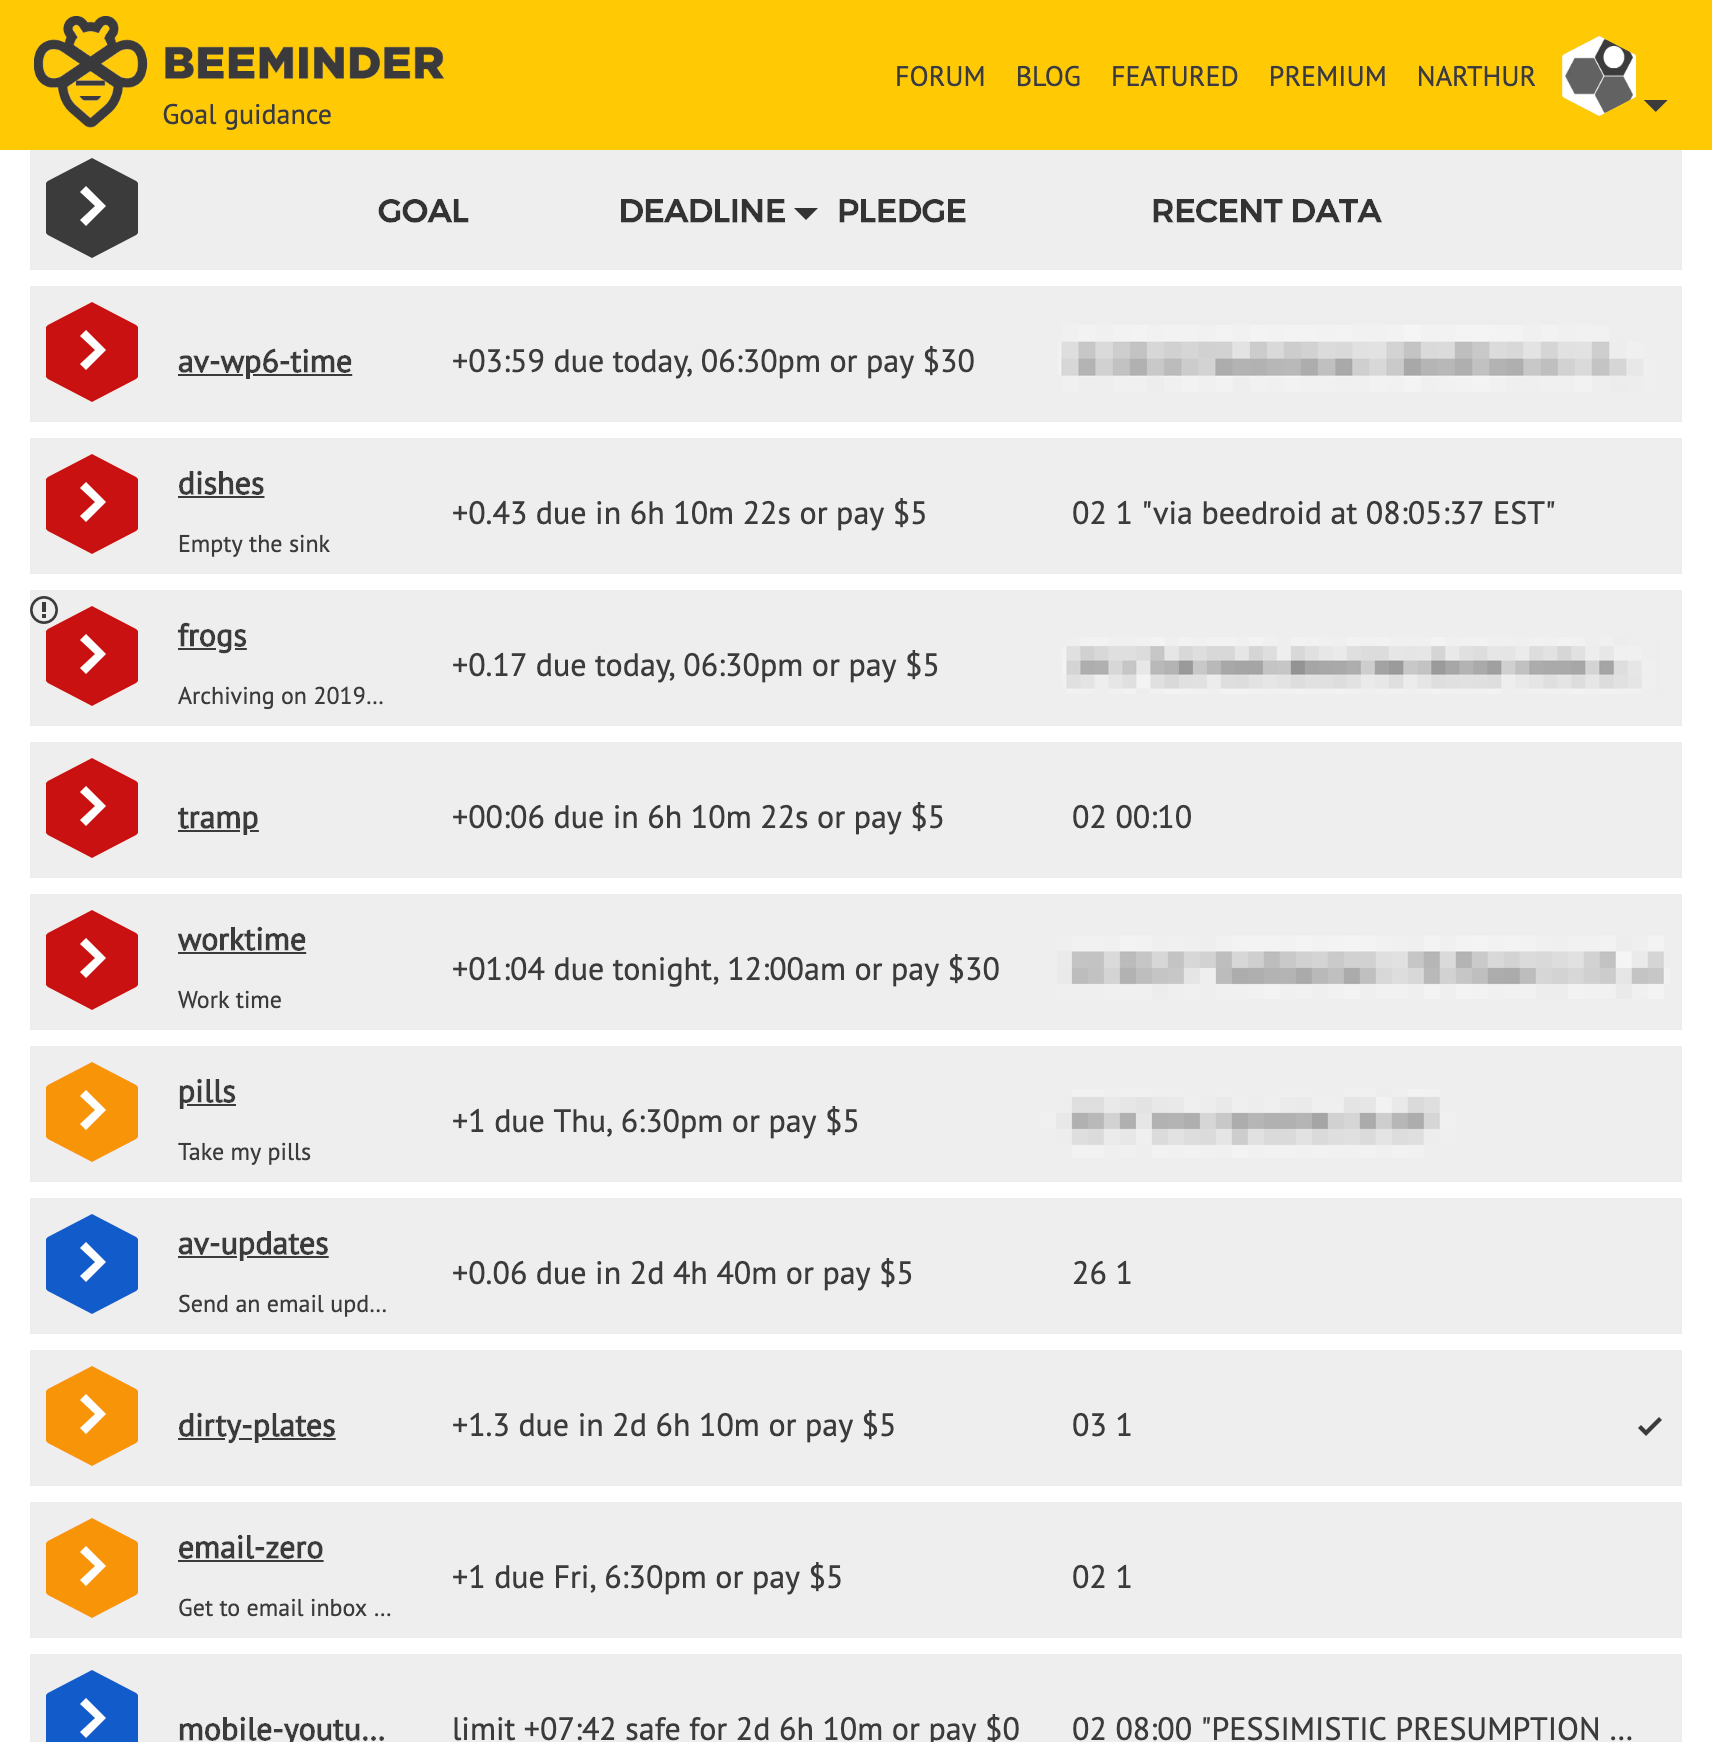 BEEMINDER
Goal guidance
FORUM BLOG FEATURED PREMIUM NARTHUR
GOAL DEADLINE PLEDGE RECENT DATA
av-wp6-time +03:59 due today, 06:30pm or pay $30
dishes
+0.43 due in 6h 10m 22s or pay $5 02 1 "via beedroid at 08:05:37 EST"
Empty the sink
frogs
+0.17 due today, 06:30pm or pay $5
Archiving on 2019...
tramp +00:06 due in 6h 10m 22s or pay $5 02 00:10
worktime
+01:04 due tonight, 12:00am or pay $30
Work time
pills
+1 due Thu, 6:30pm or pay $5
Take my pills
av-updates
+0.06 due in 2d 4h 40m or pay $5 26 1
Send an email upd...
dirty-plates +1.3 due in 2d 6h 10m or pay $5 03 1
email-zero
+1 due Fri, 6:30pm or pay $5 02 1
Get to email inbox ...
mobile-youtu... limit +07:42 safe for 2d 6h 10m or pay $0 02 08:00 "PESSIMISTIC PRESUMPTION ...